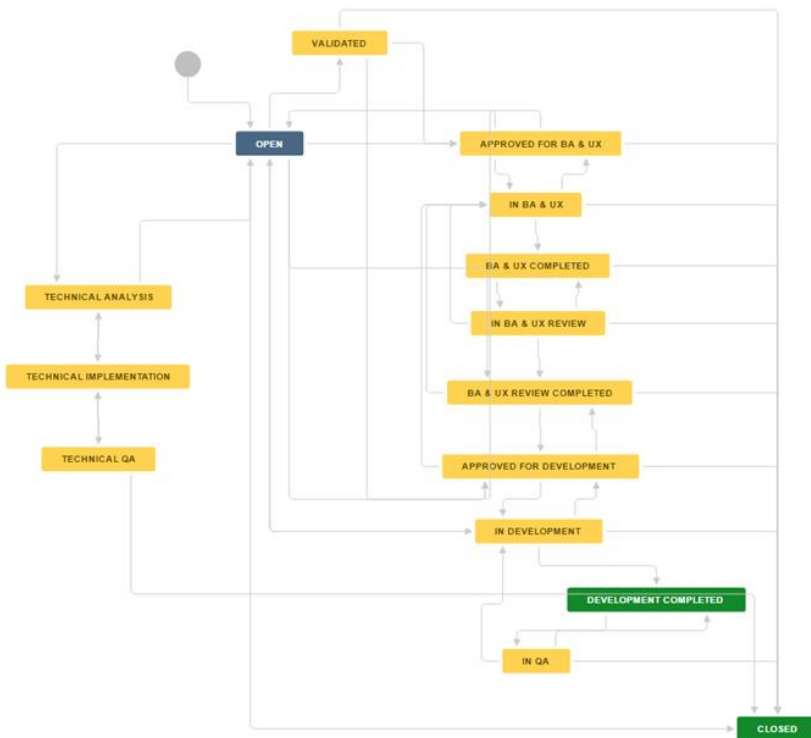 VALIDATED
OPEN
APPROVED FOR BA & UX
IN BA & UX
BA & UX COMPLETED
TECHNICAL ANALYSIS
IN BA & UX REVIEW
TECHNICAL IMPLEMENTATION
BA & UX REVIEW COMPLETED
TECHNICAL QA
APPROVED FOR DEVELOPMENT
IN DEVELOPMENT
DEVELOPMENT COMPLETED
IN QA
CLOSED